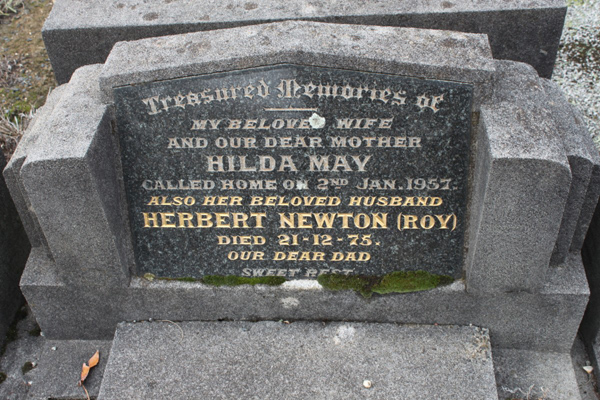 Treasured Memories of
MY BELOVED WIFE
AND OUR DEAR MOTHER
HILDA MAY
CALLED HOME ON 2ND JAN. 1957.
ALSO HER BELOVED HUSBAND
HERBERT NEWTON (ROY)
DIED 21-12-75.
OUR DEAR DAD
SWEET REST